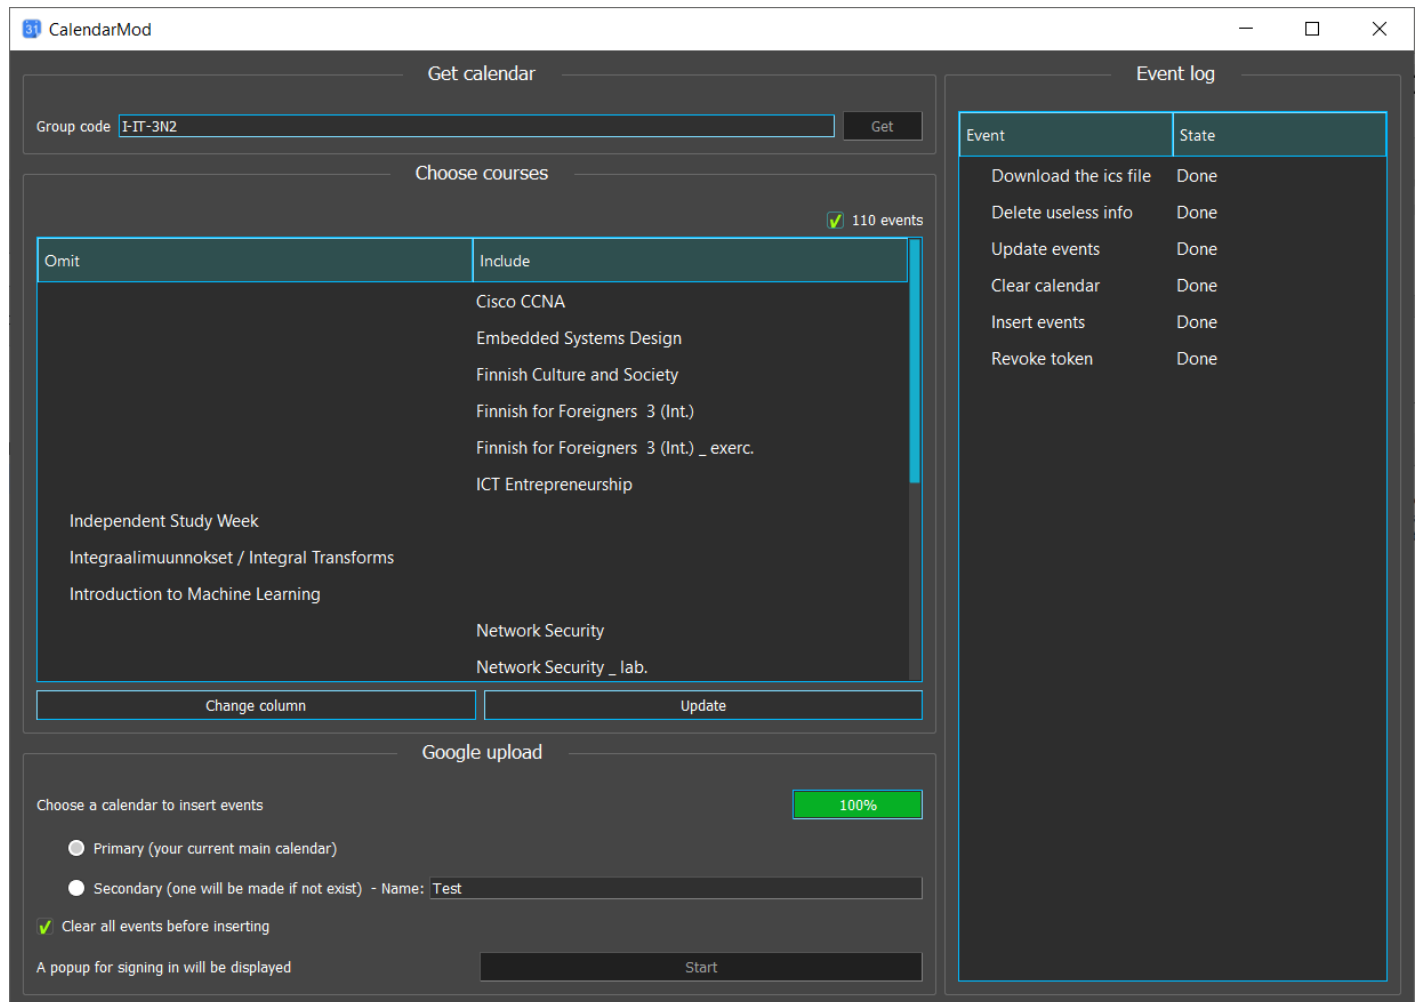 CalendarMod
Get calendar
Group code I-IT-3N2 Get
Choose courses
110 events
Omit Include
Cisco CCNA
Embedded Systems Design
Finnish Culture and Society
Finnish for Foreigners  3 (Int.)
Finnish for Foreigners  3 (Int.) _ exerc.
ICT Entrepreneurship
Independent Study Week
Integraalimuunnokset / Integral Transforms
Introduction to Machine Learning
Network Security
Network Security _ lab.
Change column Update
Google upload
Choose a calendar to insert events 100%
Primary (your current main calendar)
Secondary (one will be made if not exist)  - Name: Test
Clear all events before inserting
A popup for signing in will be displayed Start
Event log
Event State
Download the ics file Done
Delete useless info Done
Update events Done
Clear calendar Done
Insert events Done
Revoke token Done
31